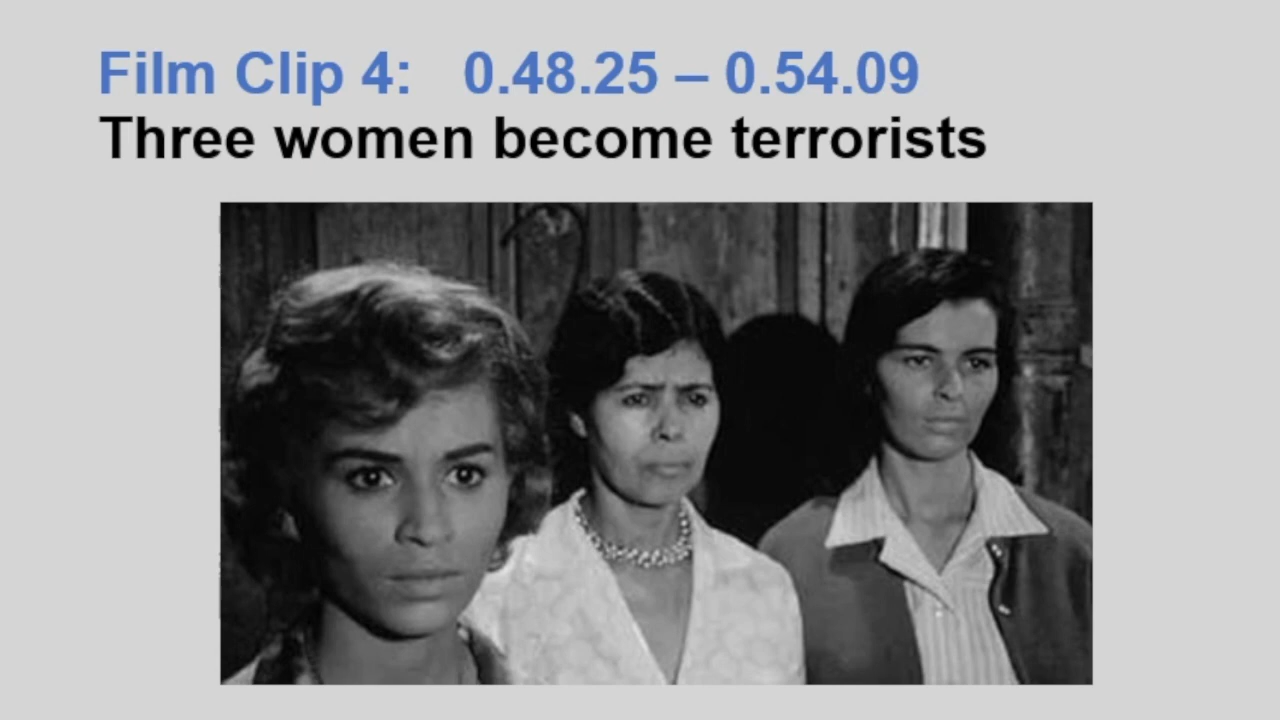 Film Clip 4: 0.48.25 – 0.54.09
Three women become terrorists